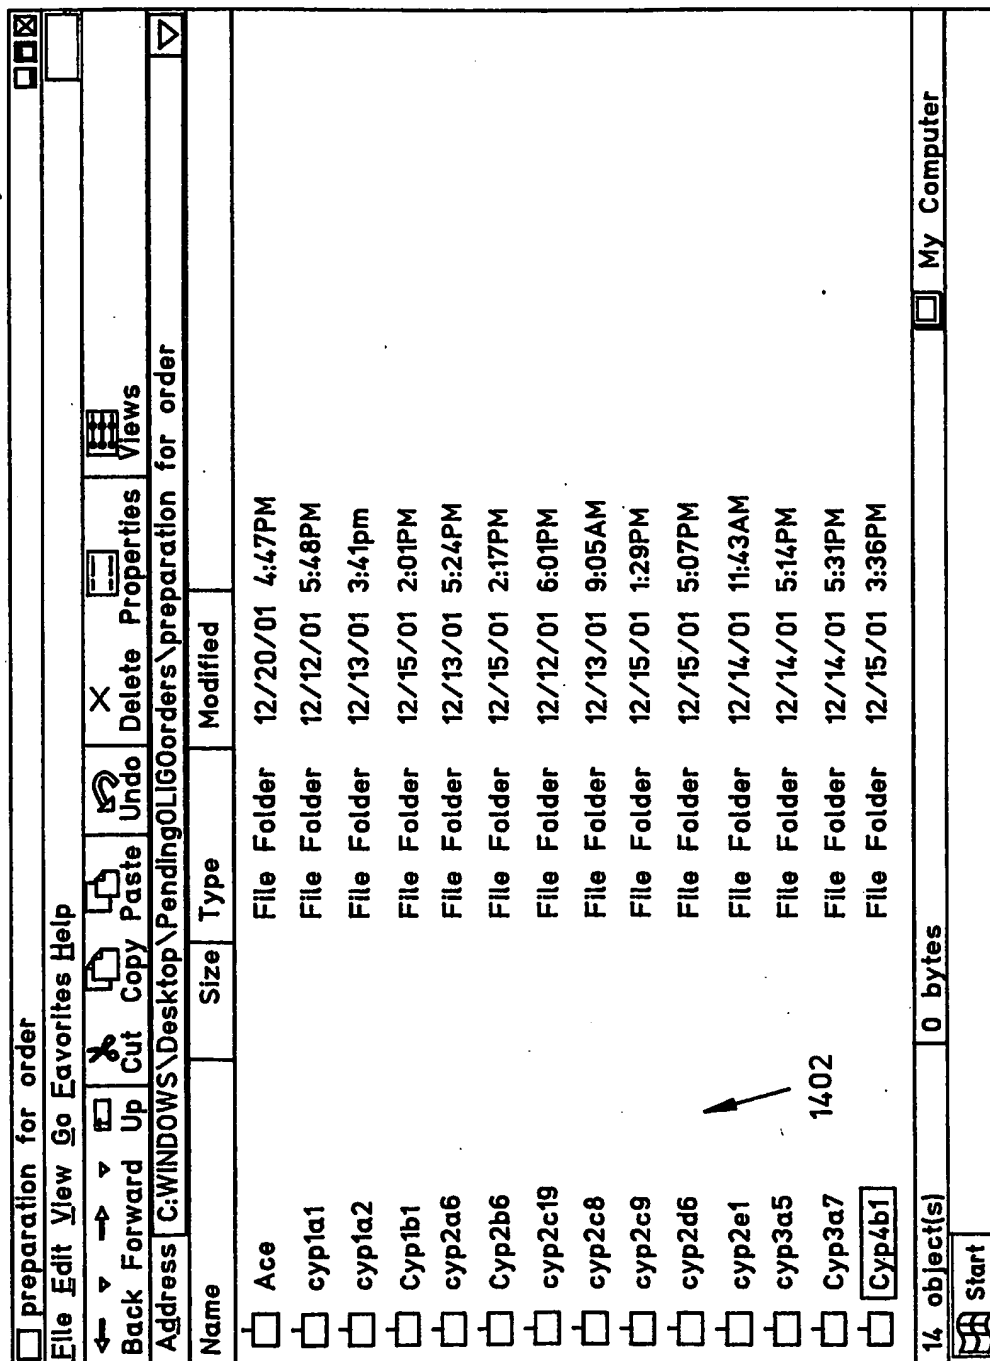 preparation for order
File Edit View Go Favorites Help
Back Forward Up Cut Copy Paste Undo Delete Properties Views
Address C:WINDOWS\Desktop\PendingOLIGOorders\preparation for order
Name Size Type Modified
Ace File Folder 12/20/01 4:47PM
cyp1a1 File Folder 12/12/01 5:48PM
cyp1a2 File Folder 12/13/01 3:41pm
Cyp1b1 File Folder 12/15/01 2:01PM
cyp2a6 File Folder 12/13/01 5:24PM
Cyp2b6 File Folder 12/15/01 2:17PM
cyp2c19 File Folder 12/12/01 6:01PM
cyp2c8 File Folder 12/13/01 9:05AM
cyp2c9 File Folder 12/15/01 1:29PM
cyp2d6 File Folder 12/15/01 5:07PM
cyp2e1 File Folder 12/14/01 11:43AM
cyp3a5 File Folder 12/14/01 5:14PM
Cyp3a7 File Folder 12/14/01 5:31PM
Cyp4b1 File Folder 12/15/01 3:36PM
1402
14 object(s) 0 bytes My Computer
Start